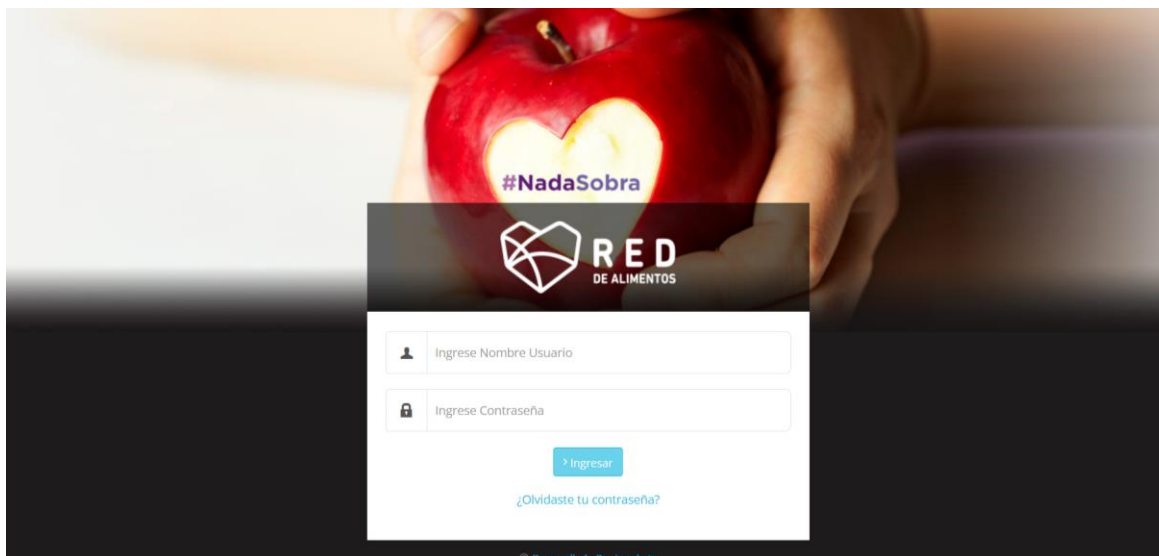 #NadaSobra
RED
DE ALIMENTOS
Ingrese Nombre Usuario
Ingrese Contraseña
› Ingresar
¿Olvidaste tu contraseña?